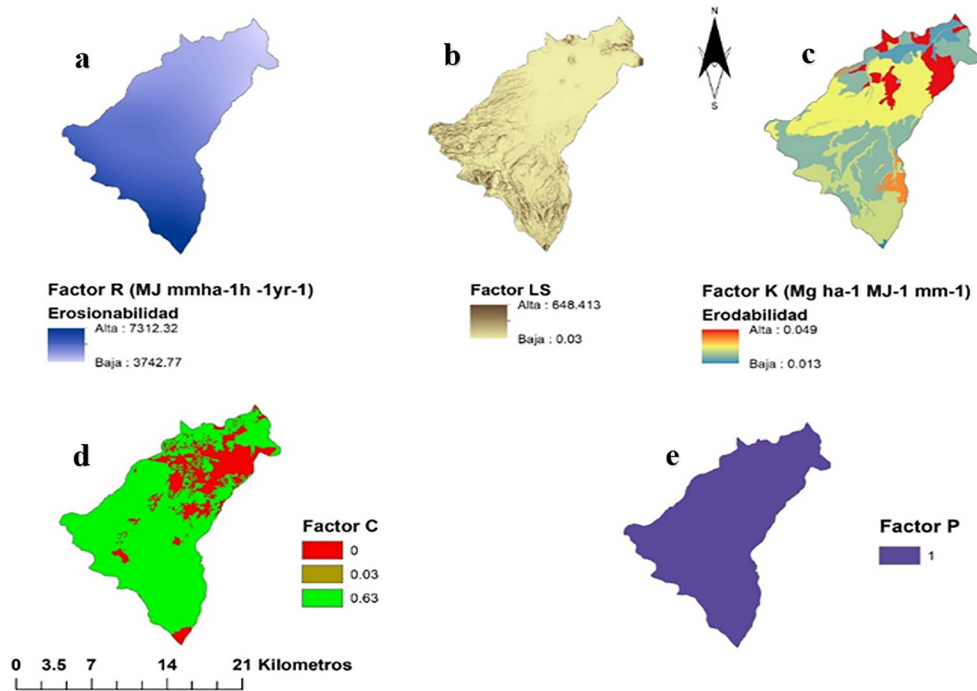 a
b
N
S
c
Factor R (MJ mmha-1h -1yr-1)
Erosionabilidad
Alta : 7312.32
Baja : 3742.77
Factor LS
Alta : 648.413
Baja : 0.03
Factor K (Mg ha-1 MJ-1 mm-1)
Erodabilidad
Alta : 0.049
Baja : 0.013
d
Factor C
0
0.03
0.63
e
Factor P
1
0 3.5 7 14 21 Kilometros